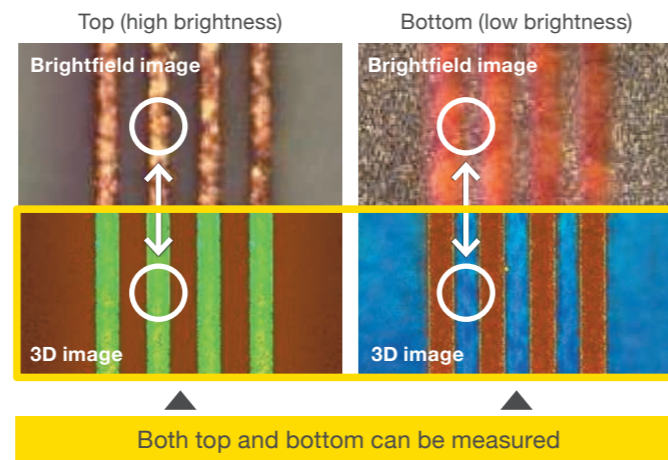 Top (high brightness)
Bottom (low brightness)
Brightfield image
Brightfield image
3D image
3D image
Both top and bottom can be measured